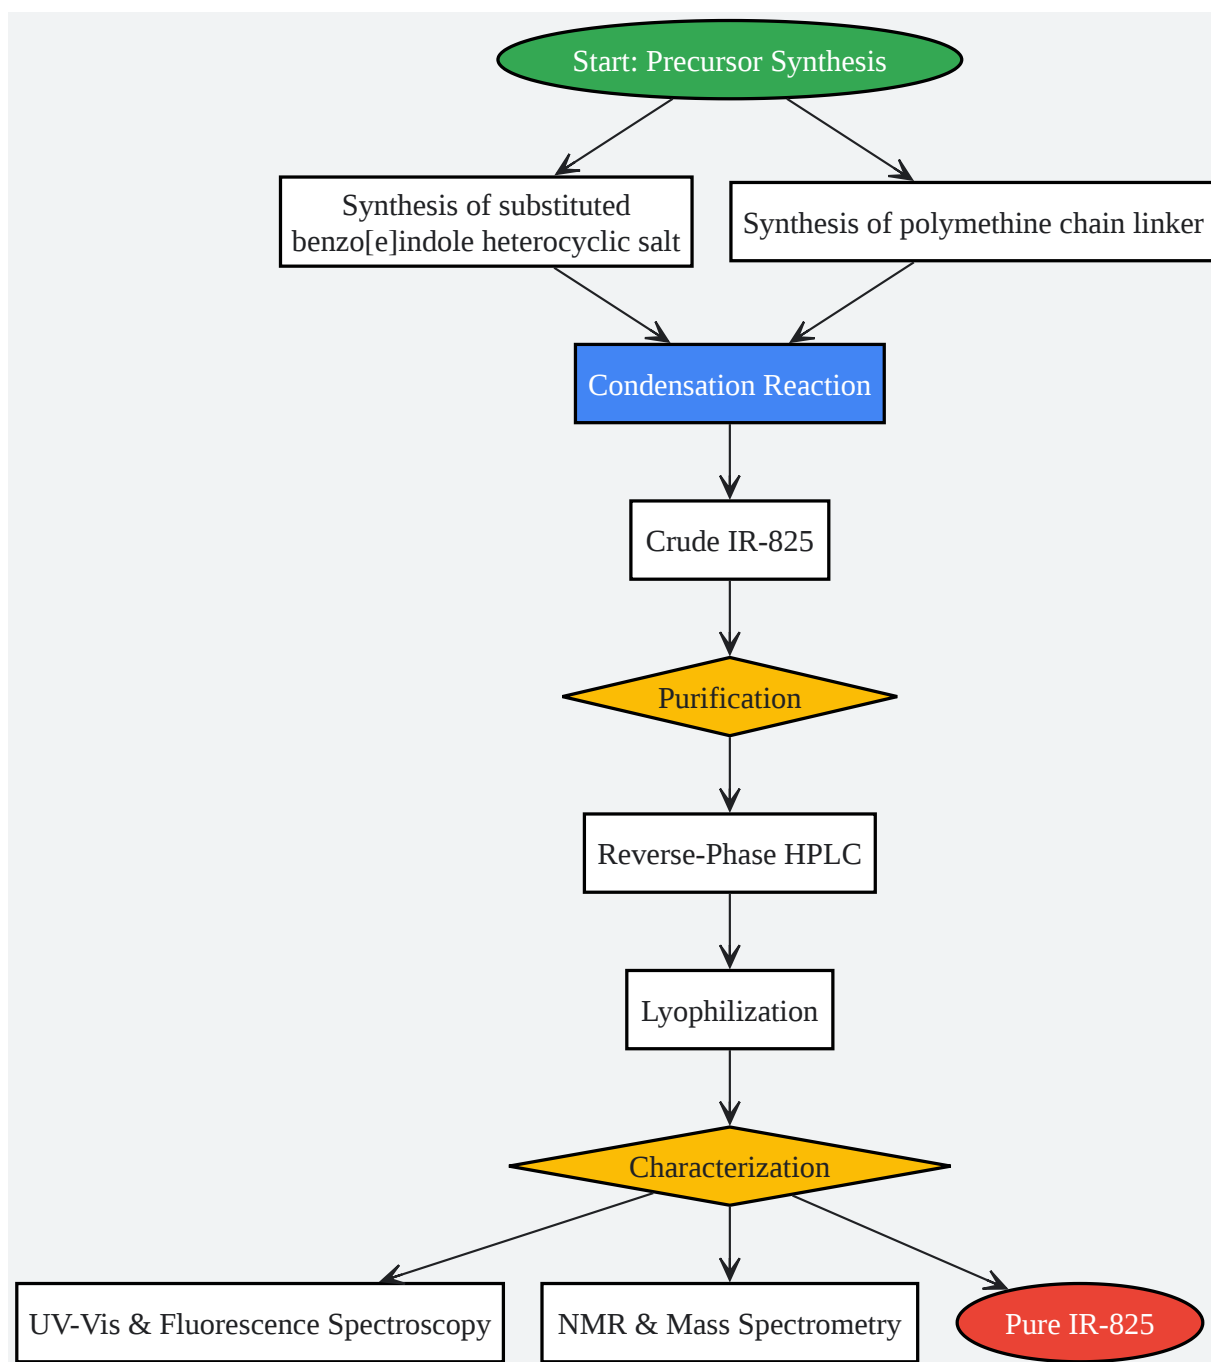 Start: Precursor Synthesis
Synthesis of substituted
benzo[e]indole heterocyclic salt
Synthesis of polymethine chain linker
Condensation Reaction
Crude IR-825
Purification
Reverse-Phase HPLC
Lyophilization
Characterization
UV-Vis & Fluorescence Spectroscopy
NMR & Mass Spectrometry
Pure IR-825